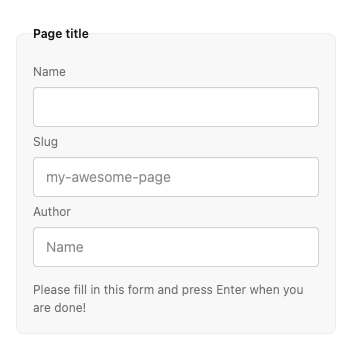 Page title
Name
Slug
my-awesome-page
Author
Name
Please fill in this form and press Enter when you
are done!